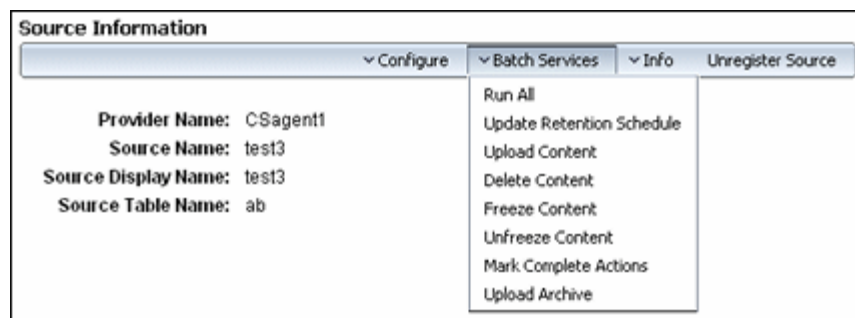 Source Information
Configure Batch Services Info Unregister Source
Run All
Provider Name: CSagent1 Update Retention Schedule
Source Name: test3 Upload Content
Source Display Name: test3 Delete Content
Source Table Name: ab Freeze Content
Unfreeze Content
Mark Complete Actions
Upload Archive